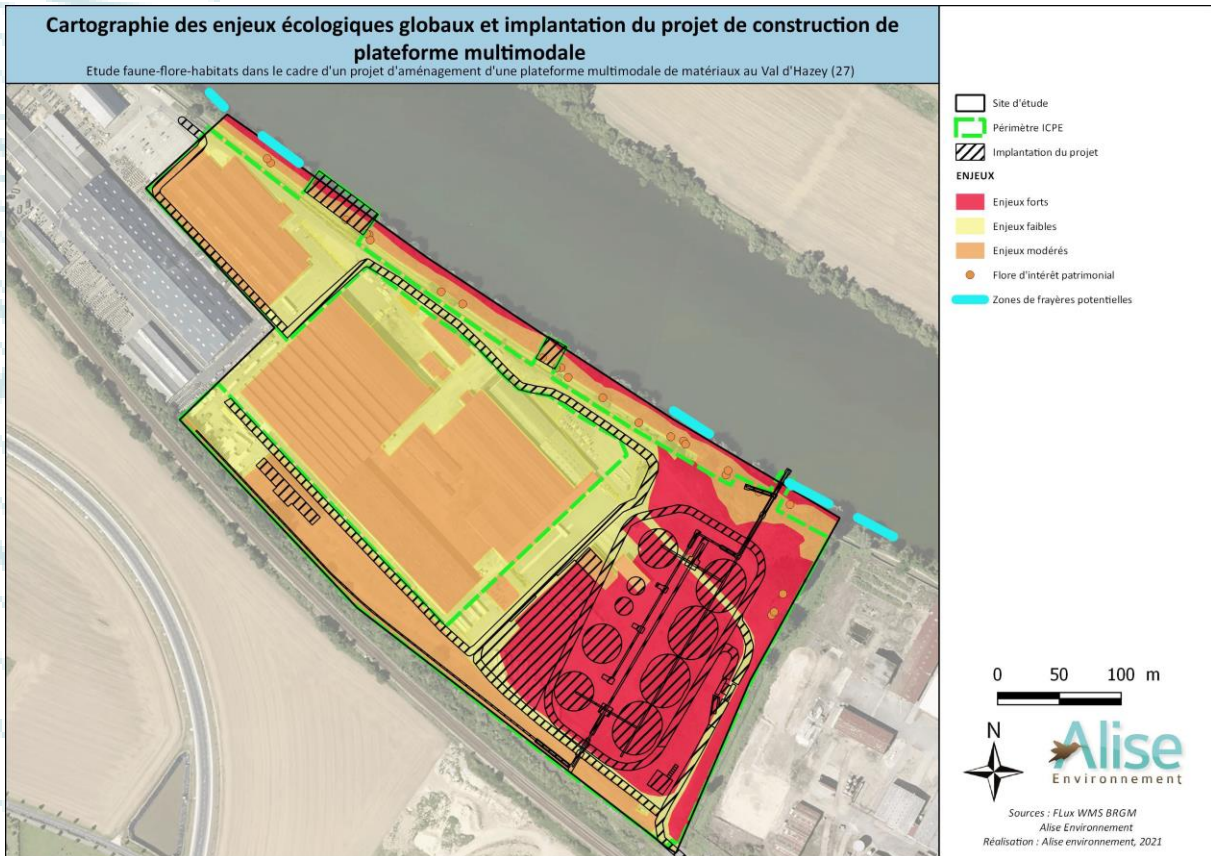 Cartographie des enjeux écologiques globaux et implantation du projet de construction de
plateforme multimodale
Etude faune-flore-habitats dans le cadre d'un projet d'aménagement d'une plateforme multimodale de matériaux au Val d'Hazey (27)
Site d'étude
Périmètre ICPE
Implantation du projet
ENJEUX
Enjeux forts
Enjeux faibles
Enjeux modérés
Flore d'intérêt patrimonial
Zones de frayères potentielles
0 50 100 m
N
Alise
Environnement
Sources : FLux WMS BRGM
Alise Environnement
Réalisation : Alise environnement, 2021